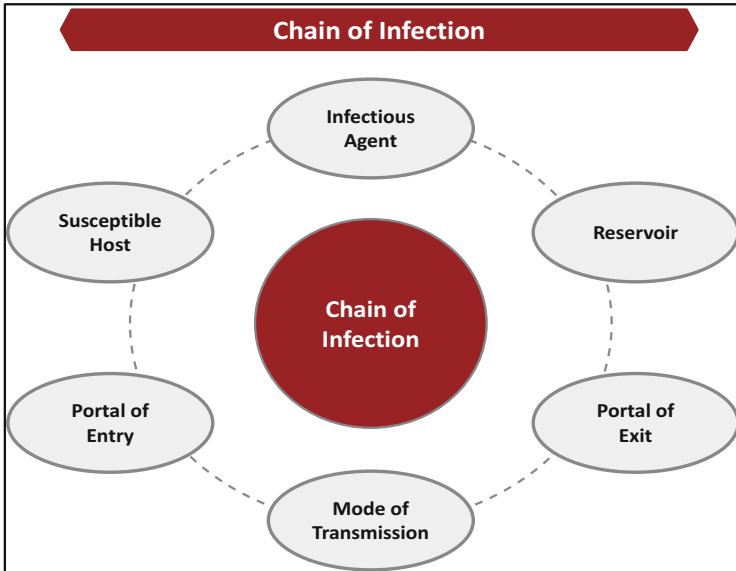 Chain of Infection
Infectious
Agent
Susceptible
Host
Reservoir
Chain of
Infection
Portal of
Entry
Portal of
Exit
Mode of
Transmission